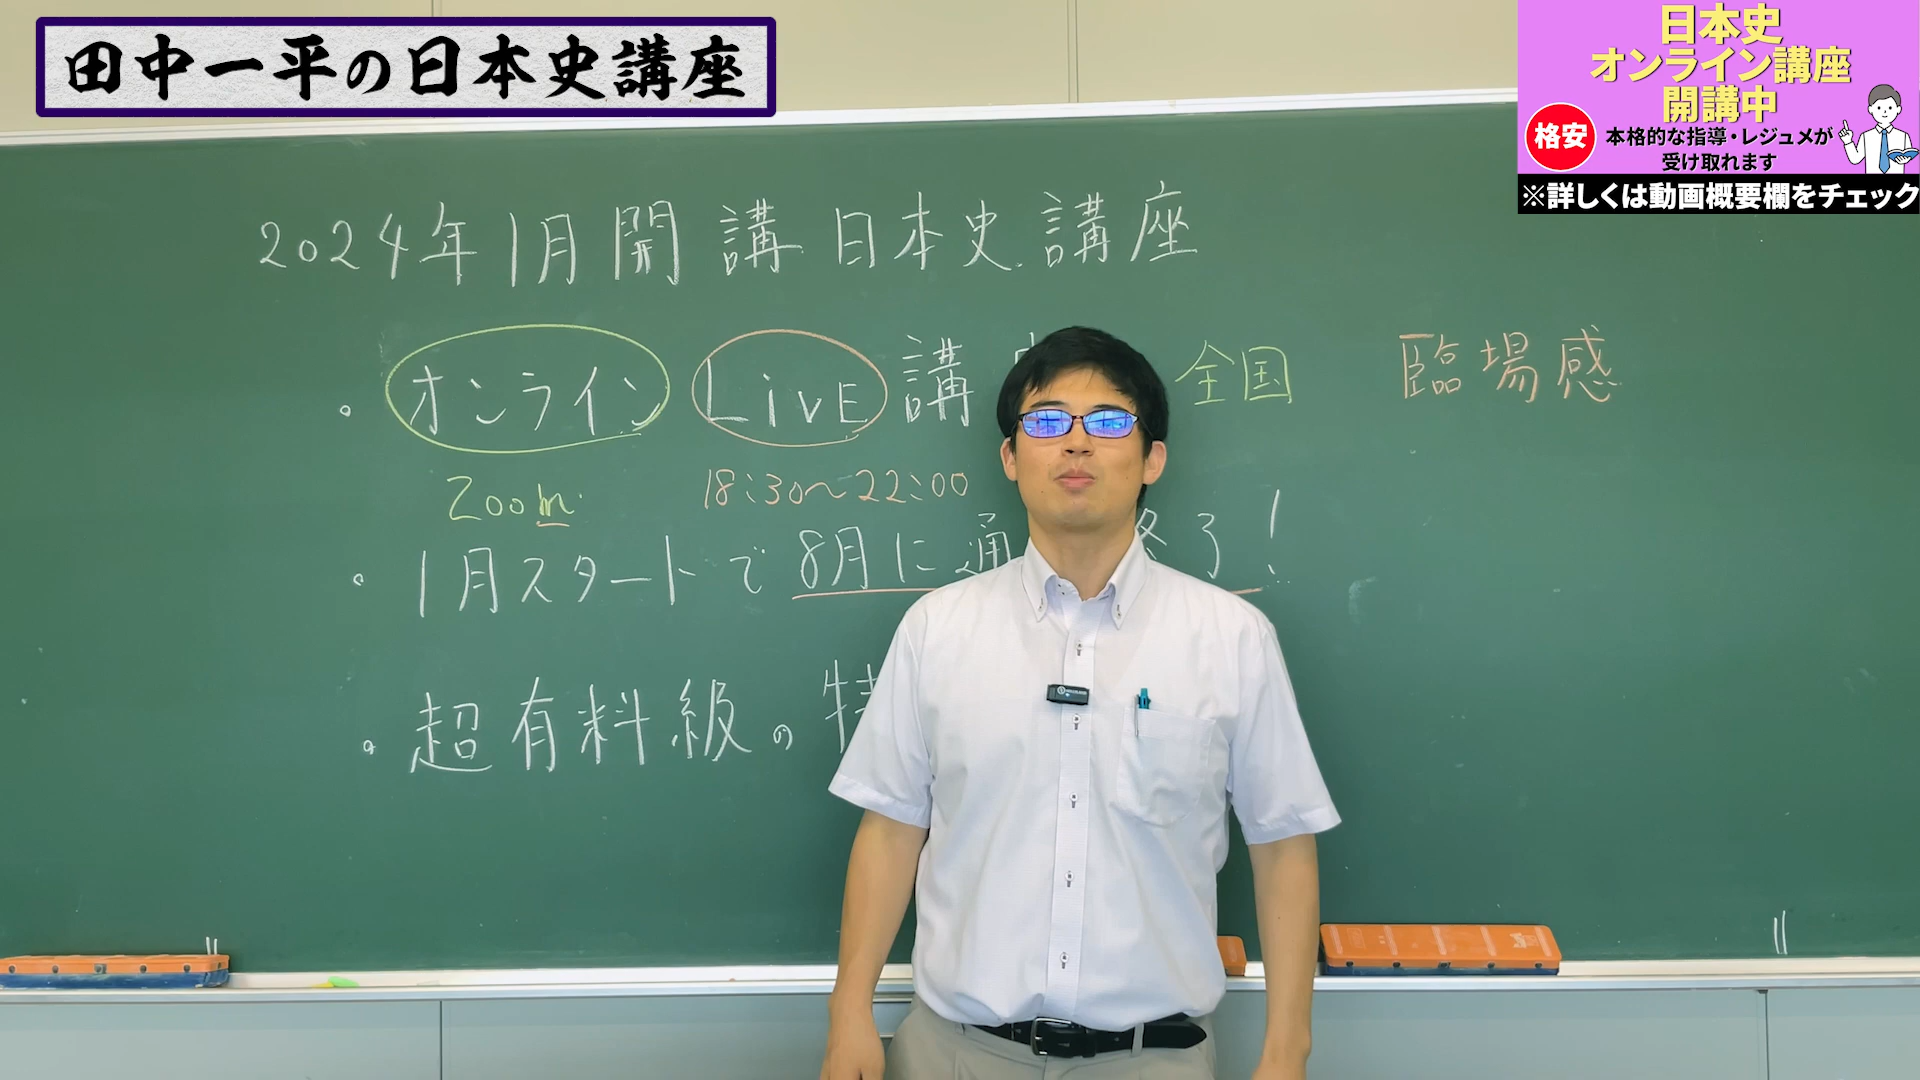 田中一平の日本史講座
日本史
オンライン講座
開講中
格安
本格的な指導・レジュメが
受け取れます
※詳しくは動画概要欄をチェック
2024年1月開講 日本史講座
・オンライン LivE 講 全国 臨場感
Zoom 18:30〜22:00
・1月スタートで8月に通 終了!
・超有料級の特